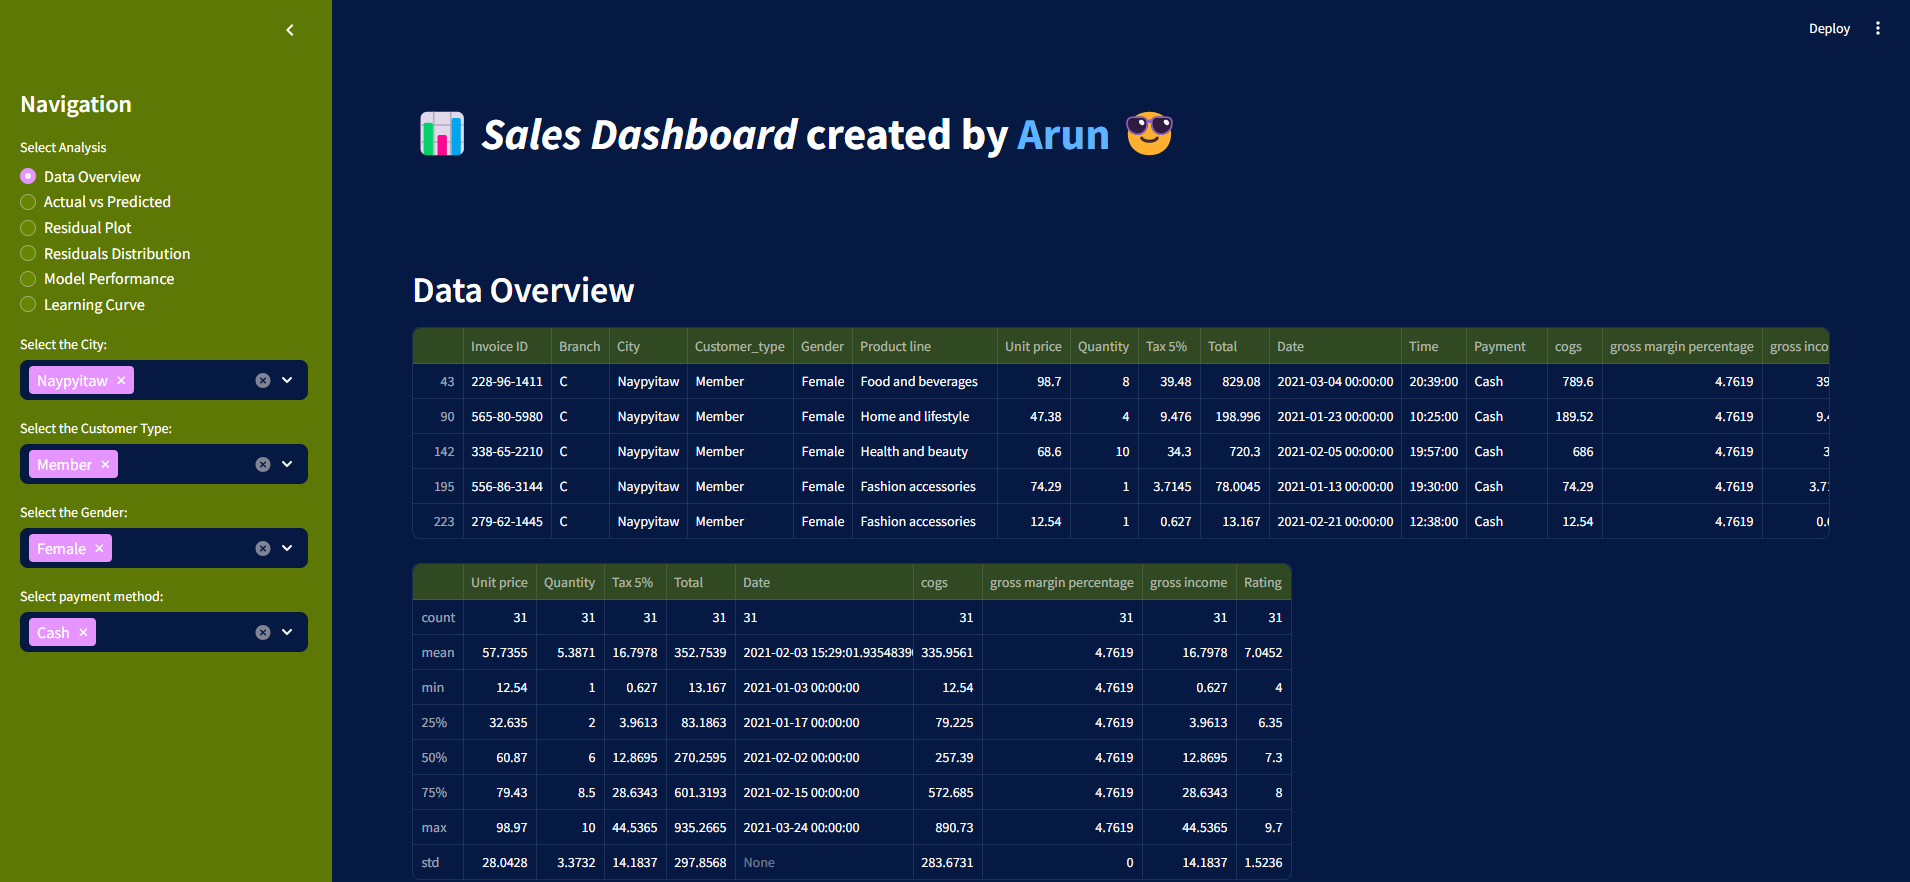 Deploy
Navigation
Select Analysis
Data Overview
Actual vs Predicted
Residual Plot
Residuals Distribution
Model Performance
Learning Curve
Select the City:
Naypyitaw
Select the Customer Type:
Member
Select the Gender:
Female
Select payment method:
Cash
Sales Dashboard created by Arun
Data Overview
Invoice ID Branch City Customer_type Gender Product line Unit price Quantity Tax 5% Total Date Time Payment cogs gross margin percentage gross inco
43 228-96-1411 C Naypyitaw Member Female Food and beverages 98.7 8 39.48 829.08 2021-03-04 00:00:00 20:39:00 Cash 789.6 4.7619 39
90 565-80-5980 C Naypyitaw Member Female Home and lifestyle 47.38 4 9.476 198.996 2021-01-23 00:00:00 10:25:00 Cash 189.52 4.7619 9.4
142 338-65-2210 C Naypyitaw Member Female Health and beauty 68.6 10 34.3 720.3 2021-02-05 00:00:00 19:57:00 Cash 686 4.7619 3
195 556-86-3144 C Naypyitaw Member Female Fashion accessories 74.29 1 3.7145 78.0045 2021-01-13 00:00:00 19:30:00 Cash 74.29 4.7619 3.71
223 279-62-1445 C Naypyitaw Member Female Fashion accessories 12.54 1 0.627 13.167 2021-02-21 00:00:00 12:38:00 Cash 12.54 4.7619 0.6
Unit price Quantity Tax 5% Total Date cogs gross margin percentage gross income Rating
count 31 31 31 31 31 31 31 31 31
mean 57.7355 5.3871 16.7978 352.7539 2021-02-03 15:29:01.93548390 335.9561 4.7619 16.7978 7.0452
min 12.54 1 0.627 13.167 2021-01-03 00:00:00 12.54 4.7619 0.627 4
25% 32.635 2 3.9613 83.1863 2021-01-17 00:00:00 79.225 4.7619 3.9613 6.35
50% 60.87 6 12.8695 270.2595 2021-02-02 00:00:00 257.39 4.7619 12.8695 7.3
75% 79.43 8.5 28.6343 601.3193 2021-02-15 00:00:00 572.685 4.7619 28.6343 8
max 98.97 10 44.5365 935.2665 2021-03-24 00:00:00 890.73 4.7619 44.5365 9.7
std 28.0428 3.3732 14.1837 297.8568 None 283.6731 0 14.1837 1.5236